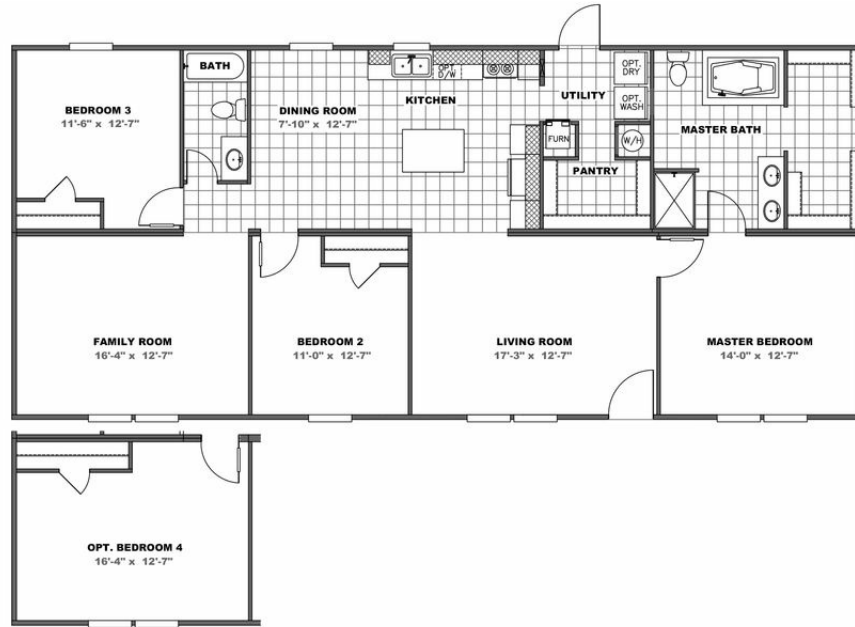 BATH
OPT. D/W
OPT. DRY
BEDROOM 3
11'-6" x 12'-7"
DINING ROOM
7'-10" x 12'-7"
KITCHEN
UTILITY
OPT. WASH
MASTER BATH
FURN
W/H
PANTRY
FAMILY ROOM
16'-4" x 12'-7"
BEDROOM 2
11'-0" x 12'-7"
LIVING ROOM
17'-3" x 12'-7"
MASTER BEDROOM
14'-0" x 12'-7"
OPT. BEDROOM 4
16'-4" x 12'-7"